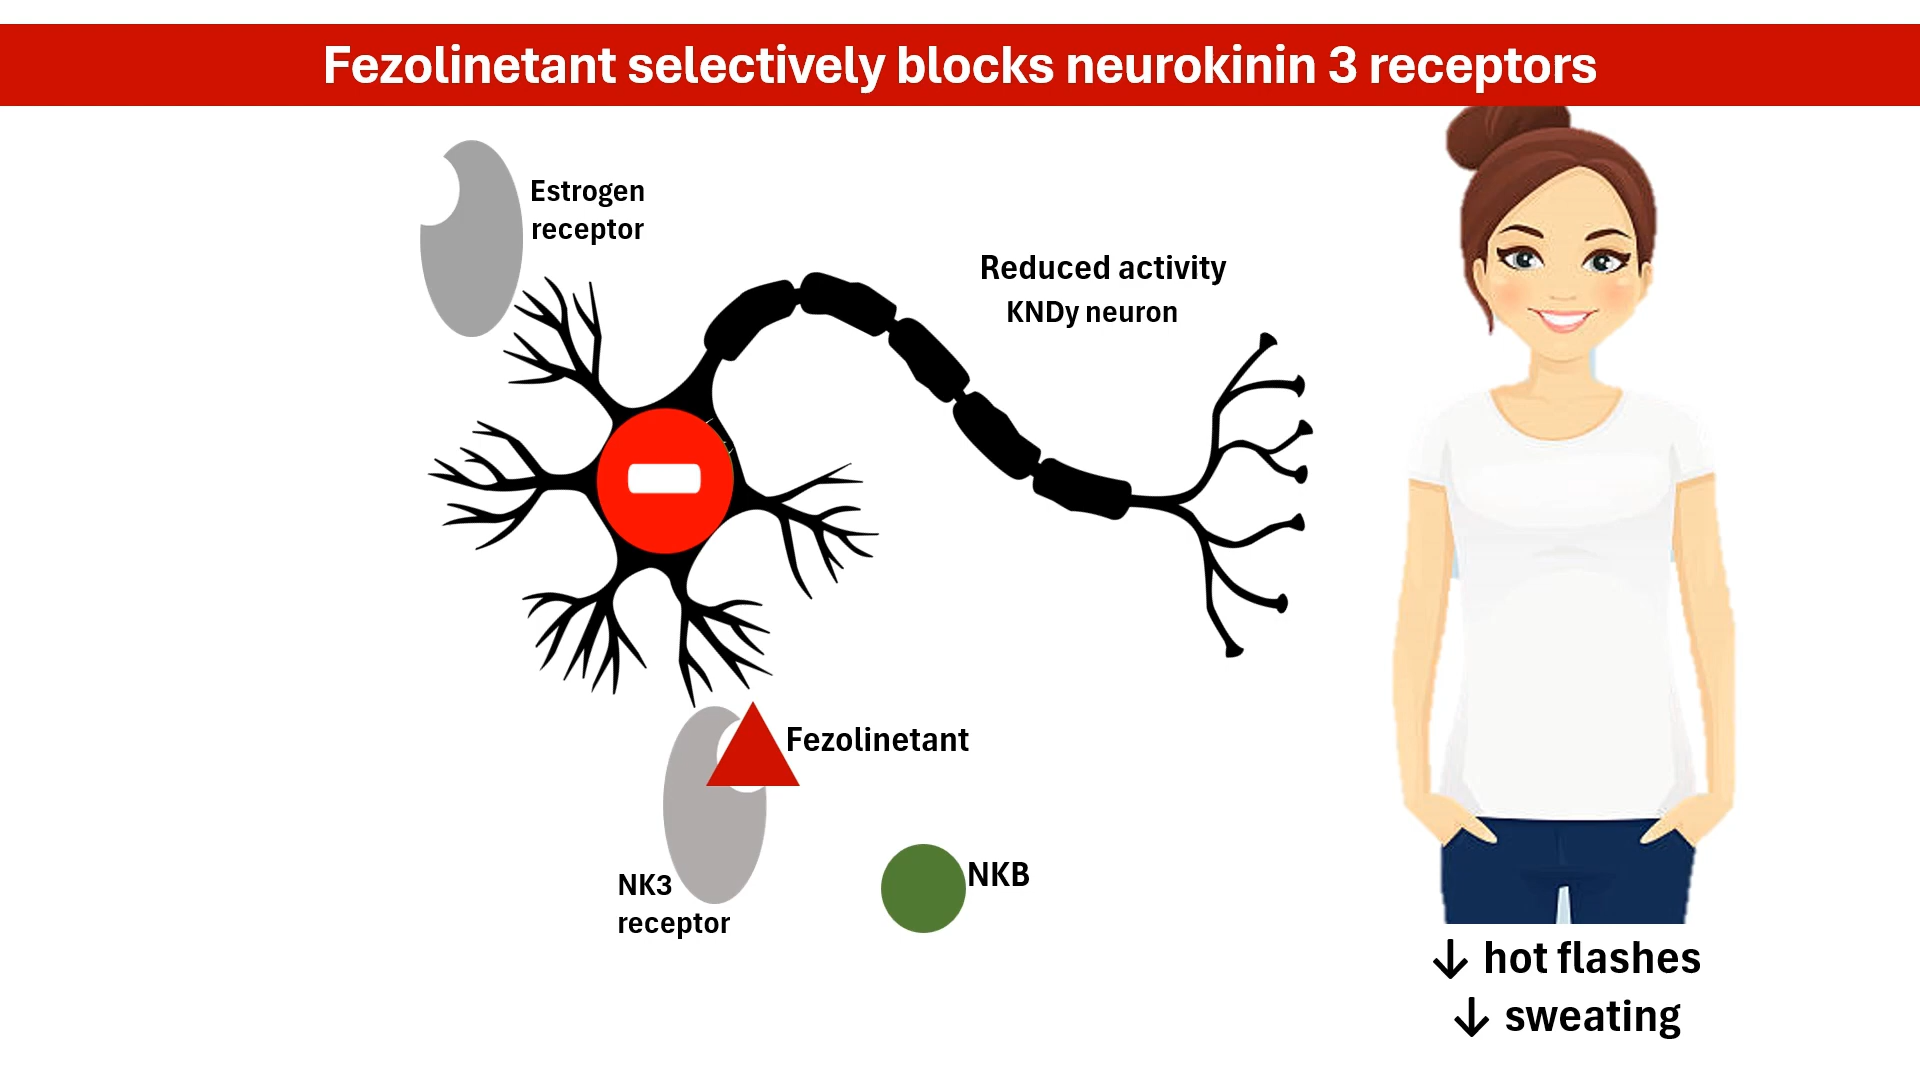 Fezolinetant selectively blocks neurokinin 3 receptors
Estrogen
receptor
Reduced activity
KNDy neuron
Fezolinetant
NK3
receptor
NKB
↓ hot flashes
↓ sweating